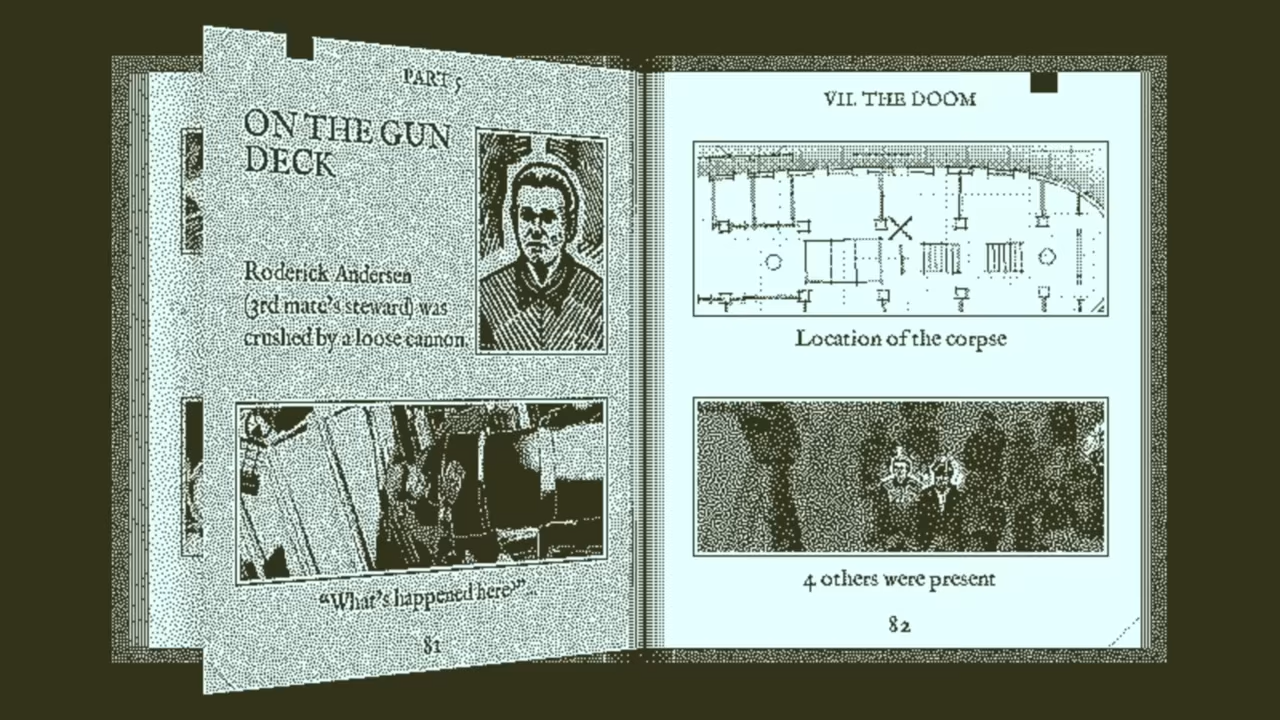 PART 5
ON THE GUN
DECK
Roderick Andersen
(3rd mate's steward) was
crushed by a loose cannon.
“What's happened here?”
81
VII. THE DOOM
Location of the corpse
4 others were present
82